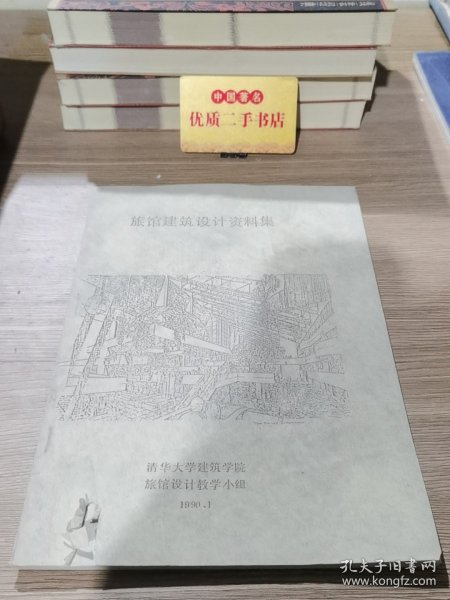 中国著名
优质二手书店
旅馆建筑设计资料集
清华大学建筑学院
旅馆设计教学小组
1990.1
孔夫子旧书网
www.kongfz.com